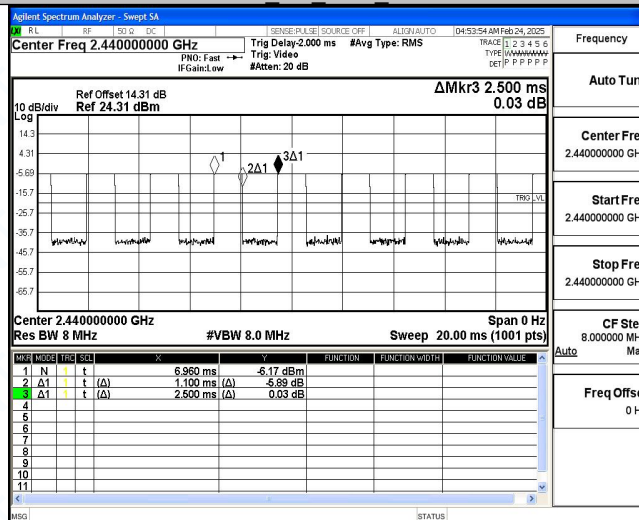 Agilent Spectrum Analyzer - Swept SA
RL RF 50 Ω DC SENSE:PULSE SOURCE OFF ALIGN AUTO 04:53:54 AM Feb 24, 2025
Center Freq 2.440000000 GHz
PNO: Fast
IFGain:Low
Trig Delay-2.000 ms
Trig: Video
#Atten: 20 dB
#Avg Type: RMS
TRACE 1 2 3 4 5 6
TYPE
DET P P P P P P
Frequency
Auto Tun
Center Fre
2.440000000 GH
Start Fre
2.440000000 GH
Stop Fre
2.440000000 GH
CF Ste
8.000000 MH
Auto Ma
Freq Offse
0 H
Ref Offset 14.31 dB
Ref 24.31 dBm
10 dB/div
Log
ΔMkr3 2.500 ms
0.03 dB
14.3
4.31
-5.69
-15.7
-25.7
-35.7
-45.7
-55.7
-65.7
1
2Δ1
3Δ1
TRIG LVL
Center 2.440000000 GHz
Span 0 Hz
Res BW 8 MHz
#VBW 8.0 MHz
Sweep 20.00 ms (1001 pts)
MKR MODE TRC SCL X Y FUNCTION FUNCTION WIDTH FUNCTION VALUE
1 N 1 t 6.960 ms -6.17 dBm
2 Δ1 1 t (Δ) 1.100 ms (Δ) -5.89 dB
3 Δ1 1 t (Δ) 2.500 ms (Δ) 0.03 dB
4
5
6
7
8
9
10
11
MSG
STATUS